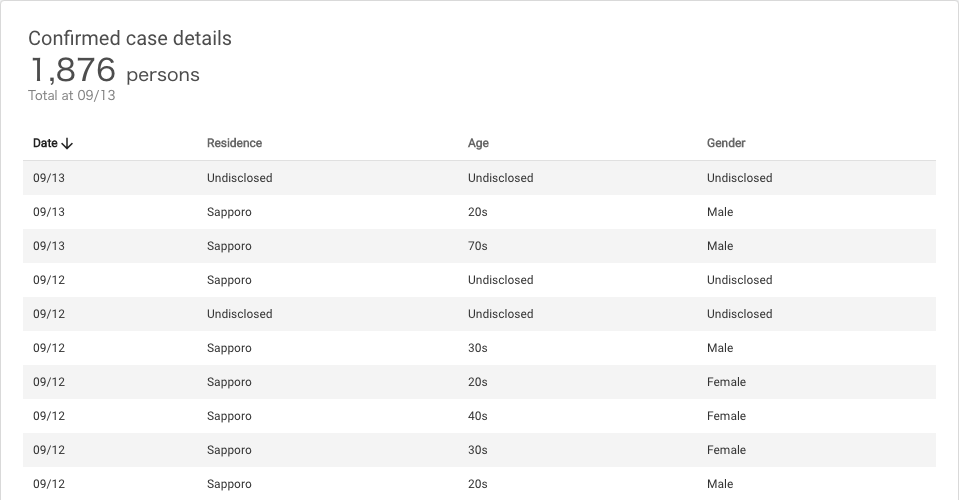 Confirmed case details
1,876 persons
Total at 09/13
Date Residence Age Gender
09/13 Undisclosed Undisclosed Undisclosed
09/13 Sapporo 20s Male
09/13 Sapporo 70s Male
09/12 Sapporo Undisclosed Undisclosed
09/12 Undisclosed Undisclosed Undisclosed
09/12 Sapporo 30s Male
09/12 Sapporo 20s Female
09/12 Sapporo 40s Female
09/12 Sapporo 30s Female
09/12 Sapporo 20s Male